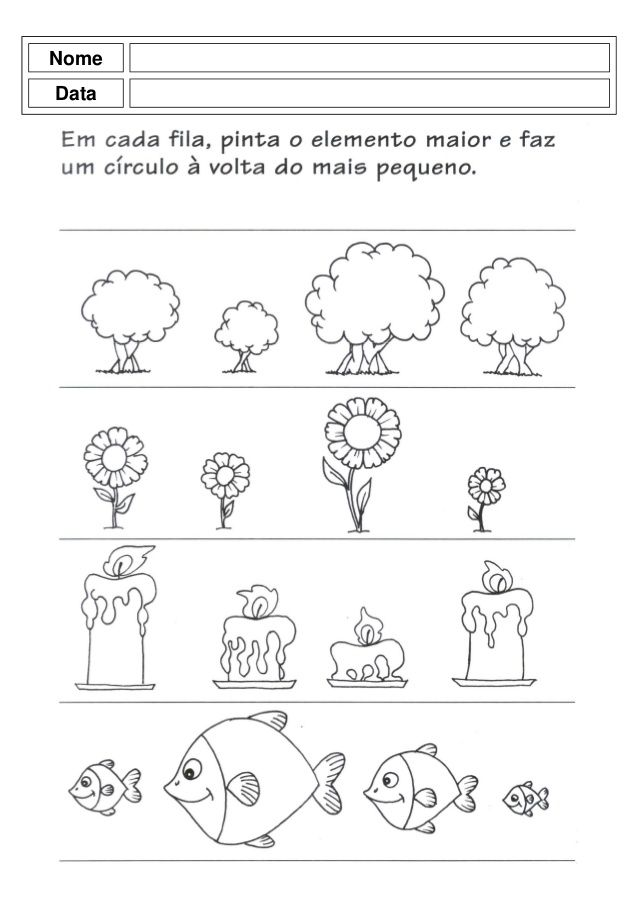 Nome
Data
Em cada fila, pinta o elemento maior e faz
um círculo à volta do mais pequeno.